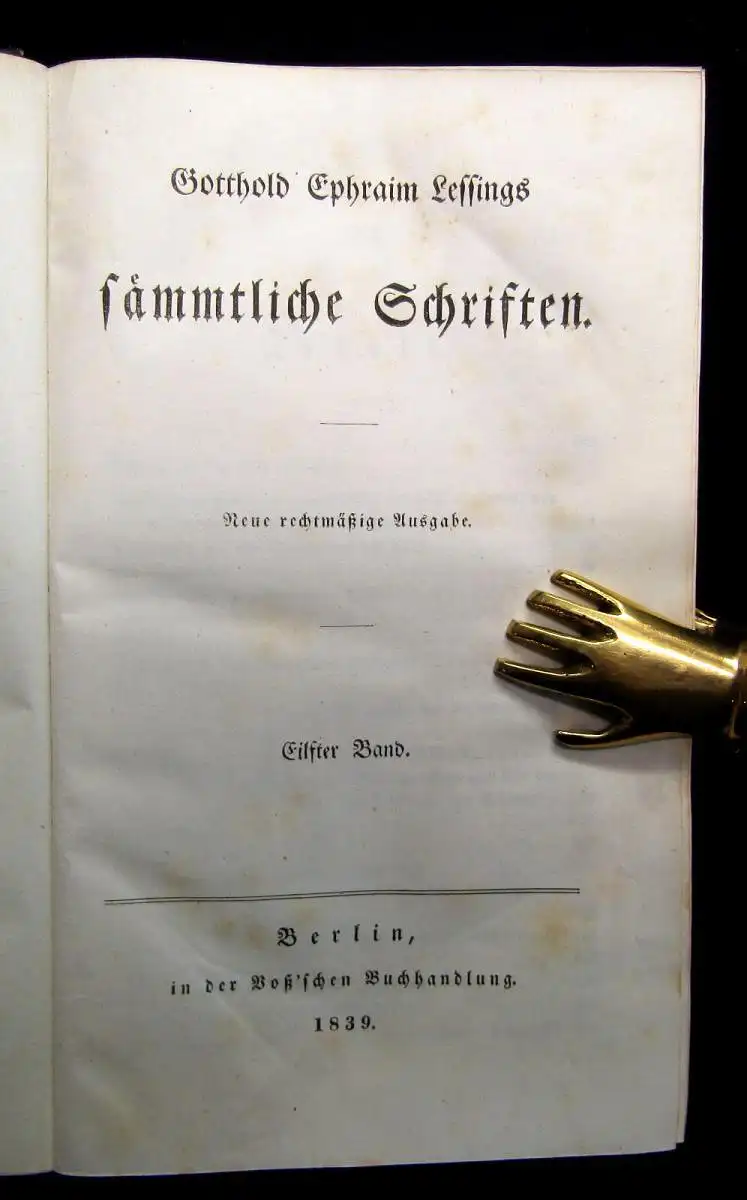 Gotthold Ephraim Leſſings
ſämmtliche Schriften.
Neue rechtmäßige Ausgabe.
Eilfter Band.
Berlin,
in der Voß'ſchen Buchhandlung.
1839.